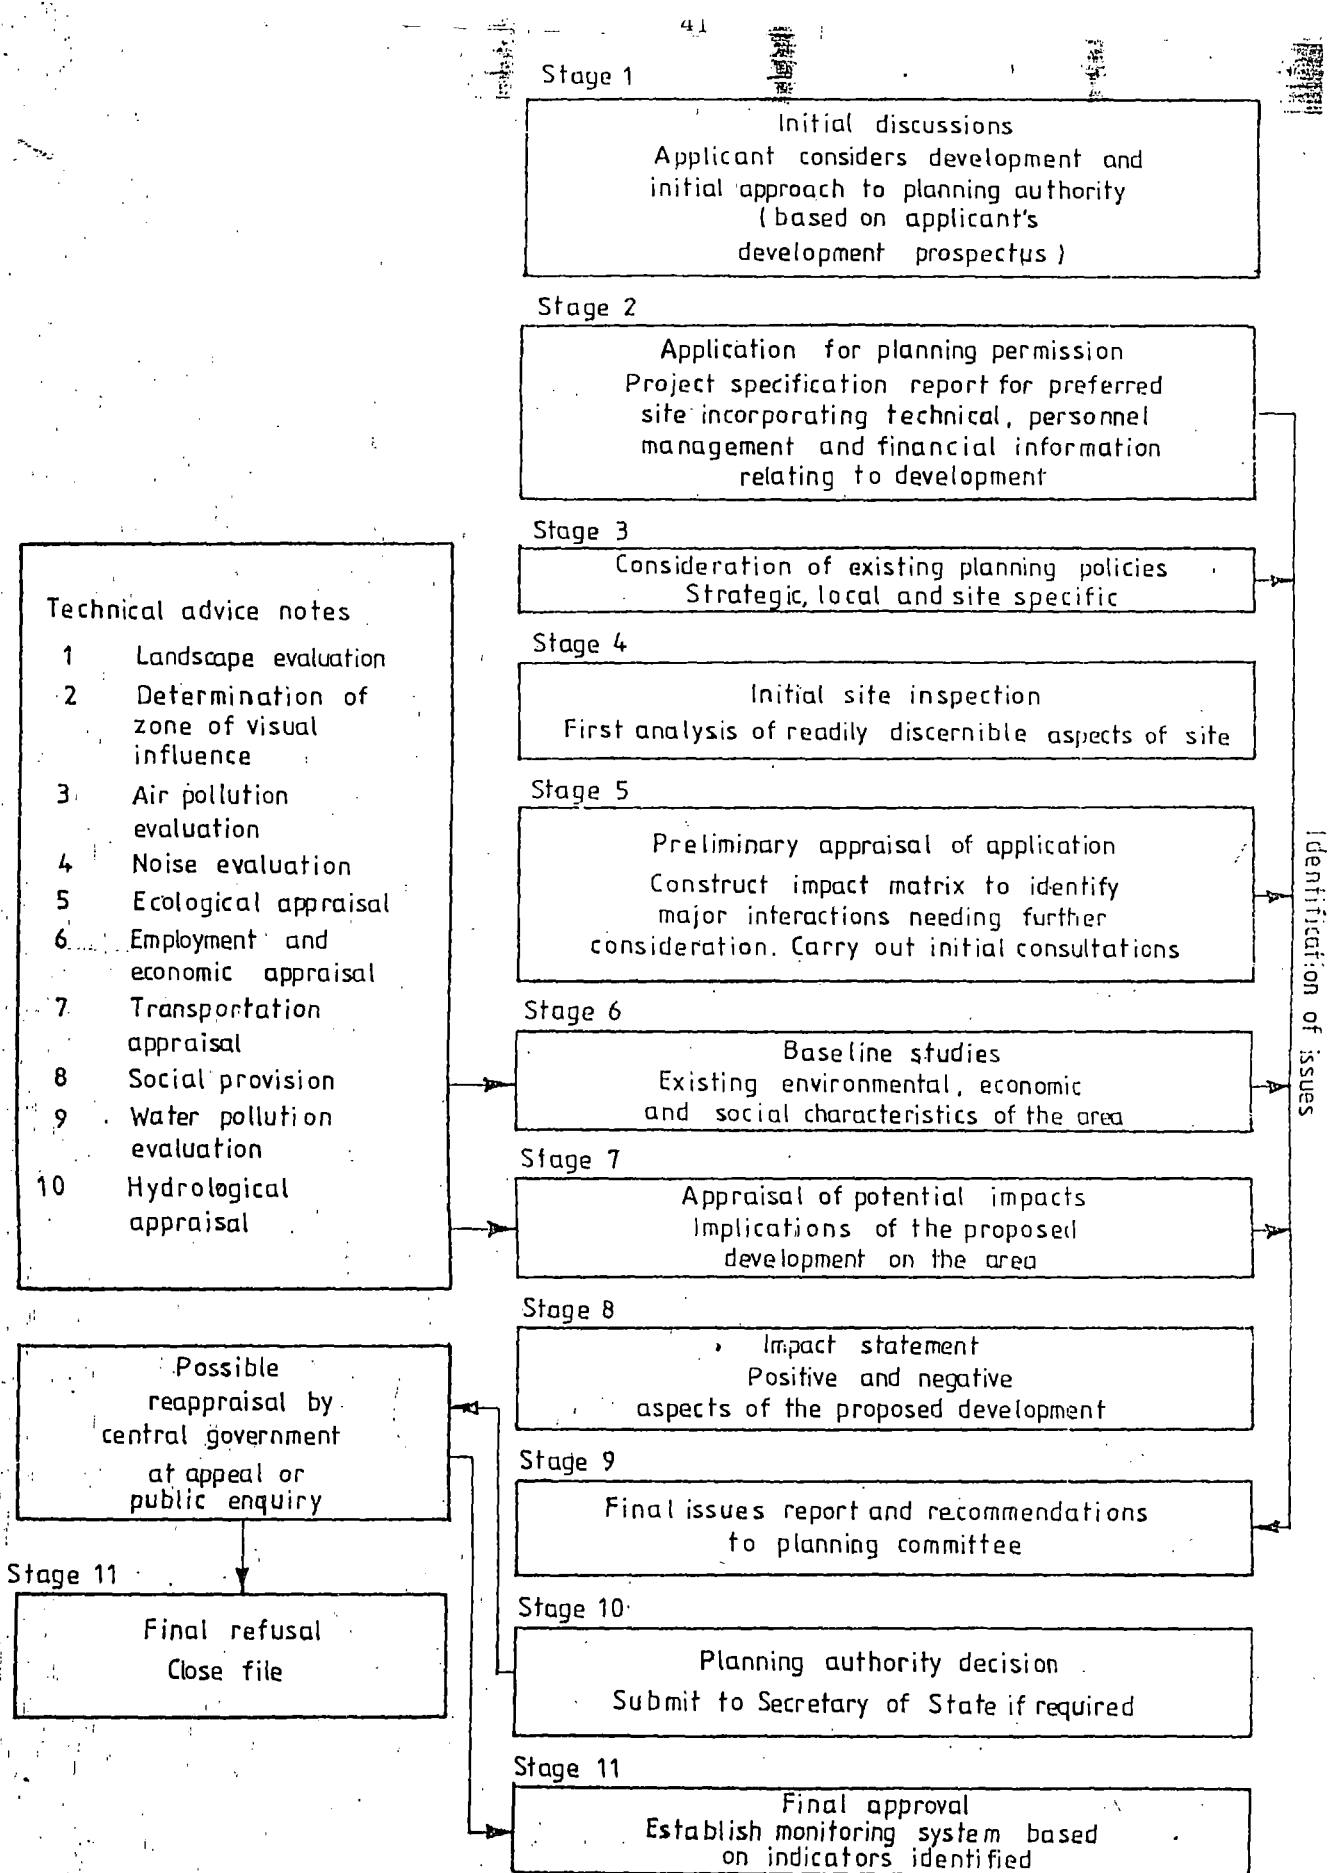 41
Stage 1
Initial discussions
Applicant considers development and
initial approach to planning authority
(based on applicant's
development prospectus)
Stage 2
Application for planning permission
Project specification report for preferred
site incorporating technical, personnel
management and financial information
relating to development
Stage 3
Consideration of existing planning policies
Strategic, local and site specific
Stage 4
Initial site inspection
First analysis of readily discernible aspects of site
Stage 5
Preliminary appraisal of application
Construct impact matrix to identify
major interactions needing further
consideration. Carry out initial consultations
Stage 6
Baseline studies
Existing environmental, economic
and social characteristics of the area
Stage 7
Appraisal of potential impacts
Implications of the proposed
development on the area
Stage 8
Impact statement
Positive and negative
aspects of the proposed development
Stage 9
Final issues report and recommendations
to planning committee
Stage 10
Planning authority decision
Submit to Secretary of State if required
Stage 11
Final approval
Establish monitoring system based
on indicators identified
Identification of issues
Technical advice notes
1 Landscape evaluation
2 Determination of
zone of visual
influence
3 Air pollution
evaluation
4 Noise evaluation
5 Ecological appraisal
6 Employment and
economic appraisal
7 Transportation
appraisal
8 Social provision
9 Water pollution
evaluation
10 Hydrological
appraisal
Possible
reappraisal by
central government
at appeal or
public enquiry
Stage 11
Final refusal
Close file